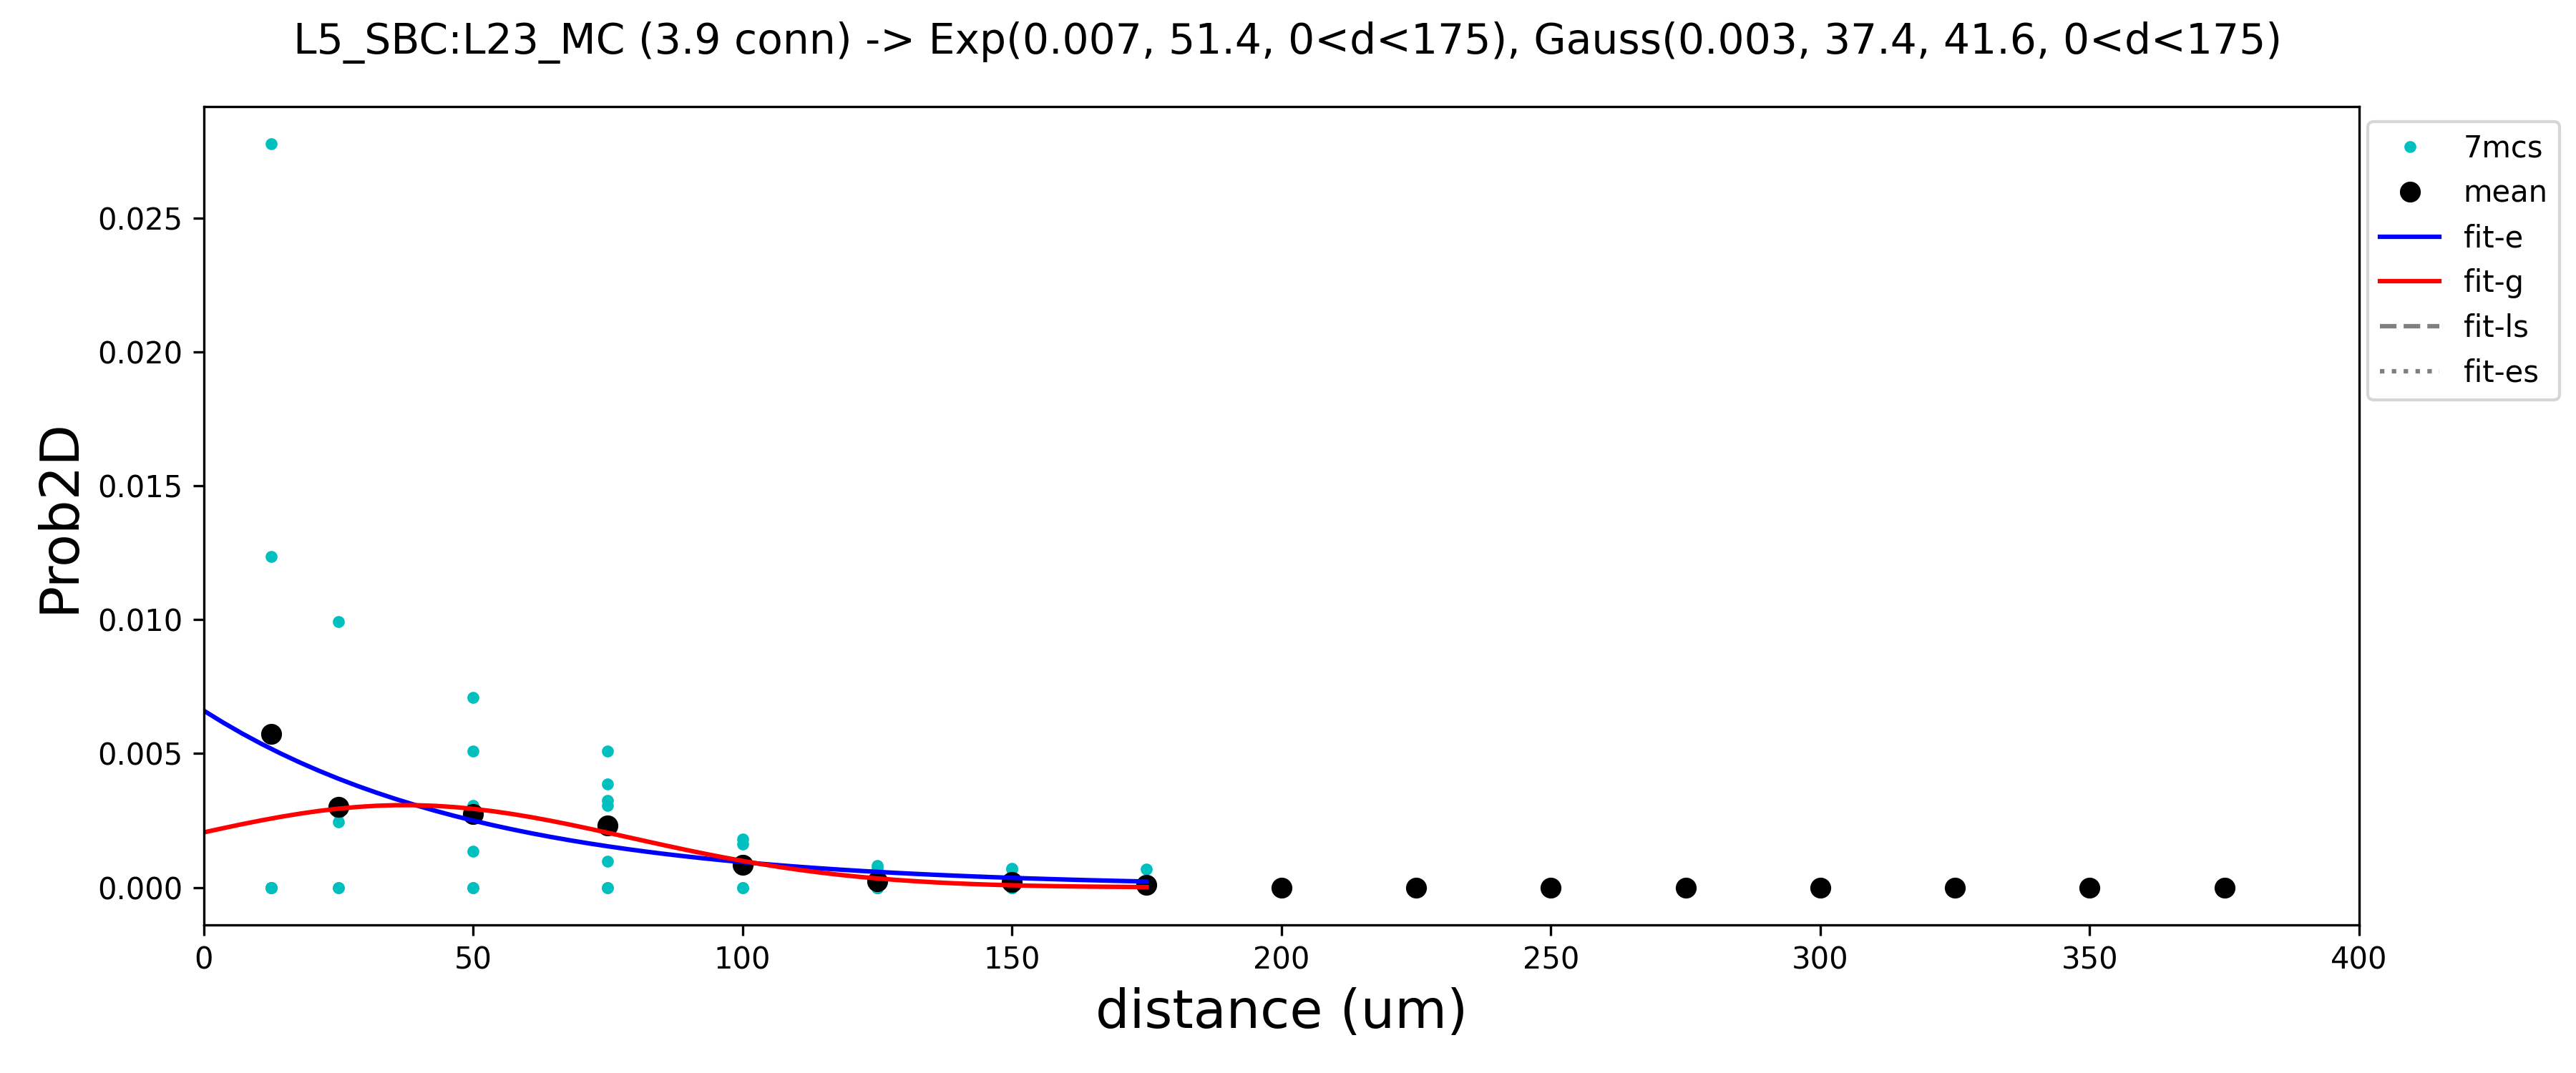 L5_SBC:L23_MC (3.9 conn) -> Exp(0.007, 51.4, 0<d<175), Gauss(0.003, 37.4, 41.6, 0<d<175)
Prob2D
0.025
0.020
0.015
0.010
0.005
0.000
0 50 100 150 200 250 300 350 400
distance (um)
7mcs
mean
fit-e
fit-g
fit-ls
fit-es